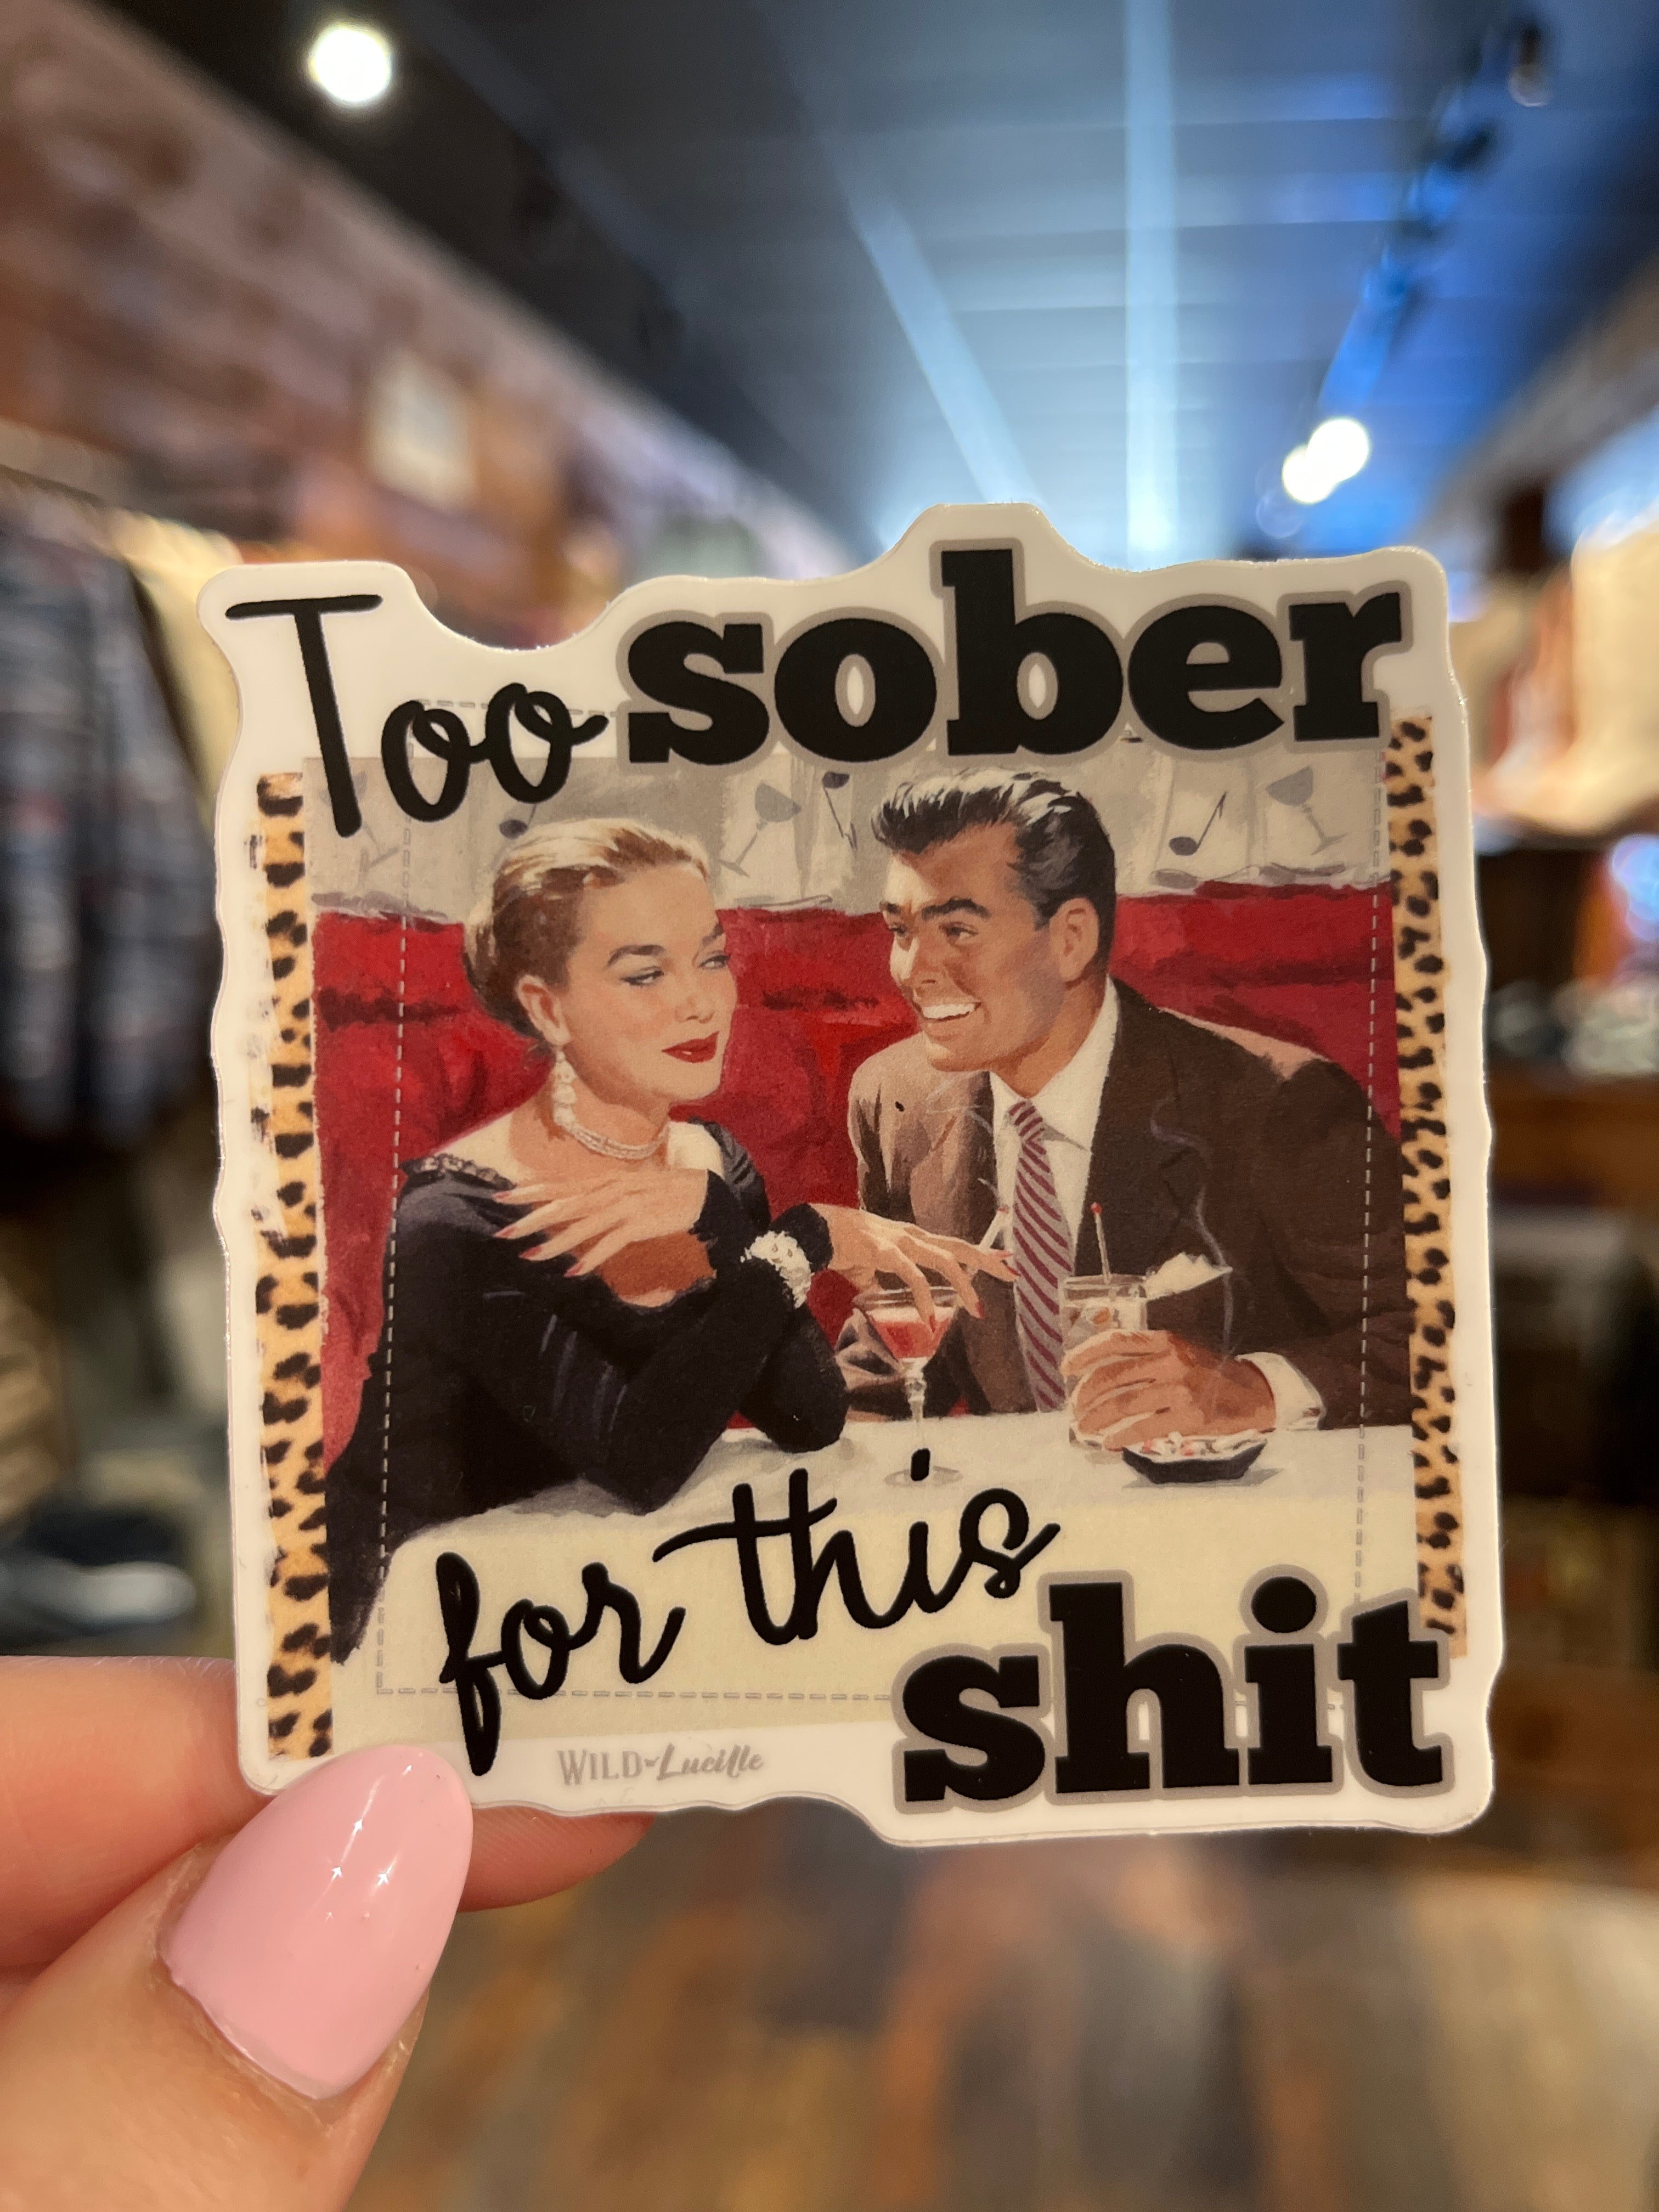 Too sober
for this
shit
WILD Lucille